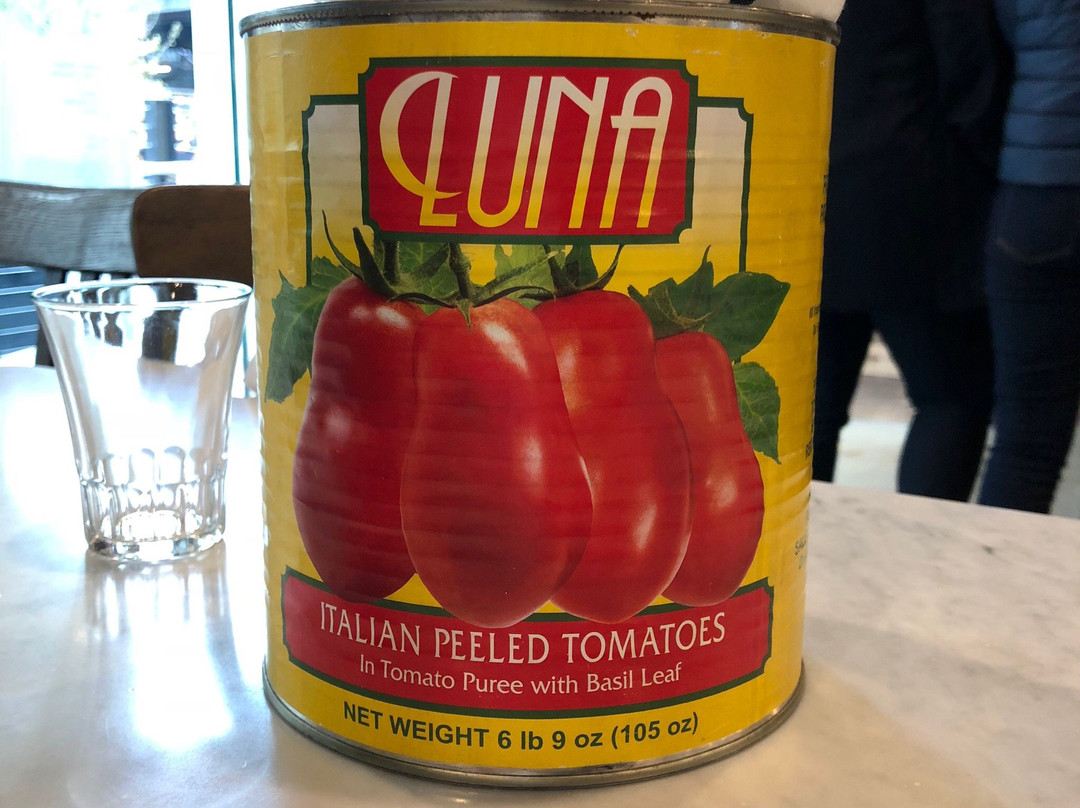 LUNA
ITALIAN PEELED TOMATOES
In Tomato Puree with Basil Leaf
NET WEIGHT 6 lb 9 oz (105 oz)